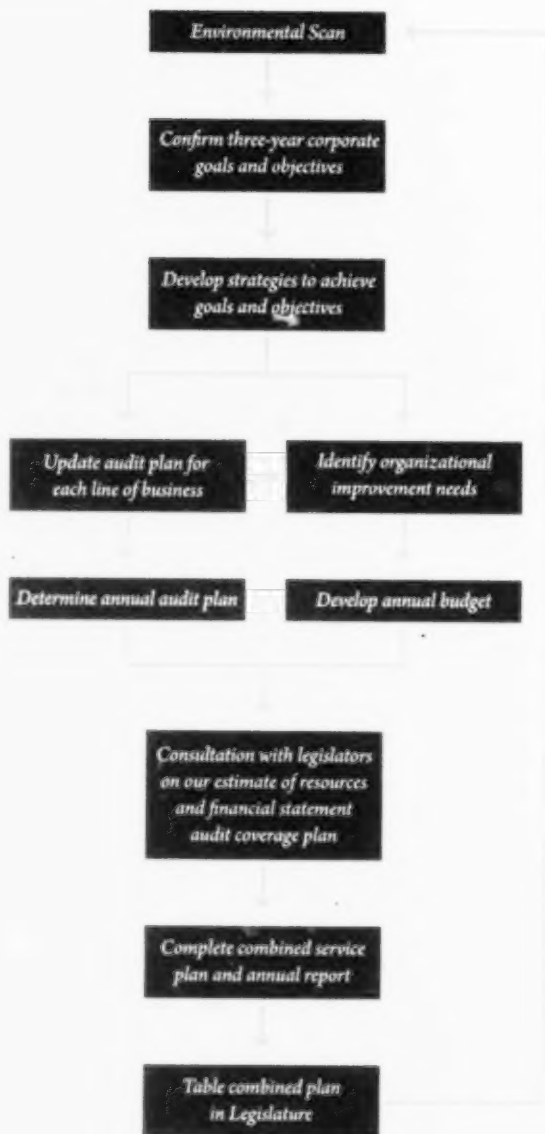 Environmental Scan
Confirm three-year corporate
goals and objectives
Develop strategies to achieve
goals and objectives
Update audit plan for
each line of business
Identify organizational
improvement needs
Determine annual audit plan
Develop annual budget
Consultation with legislators
on our estimate of resources
and financial statement
audit coverage plan
Complete combined service
plan and annual report
Table combined plan
in Legislature